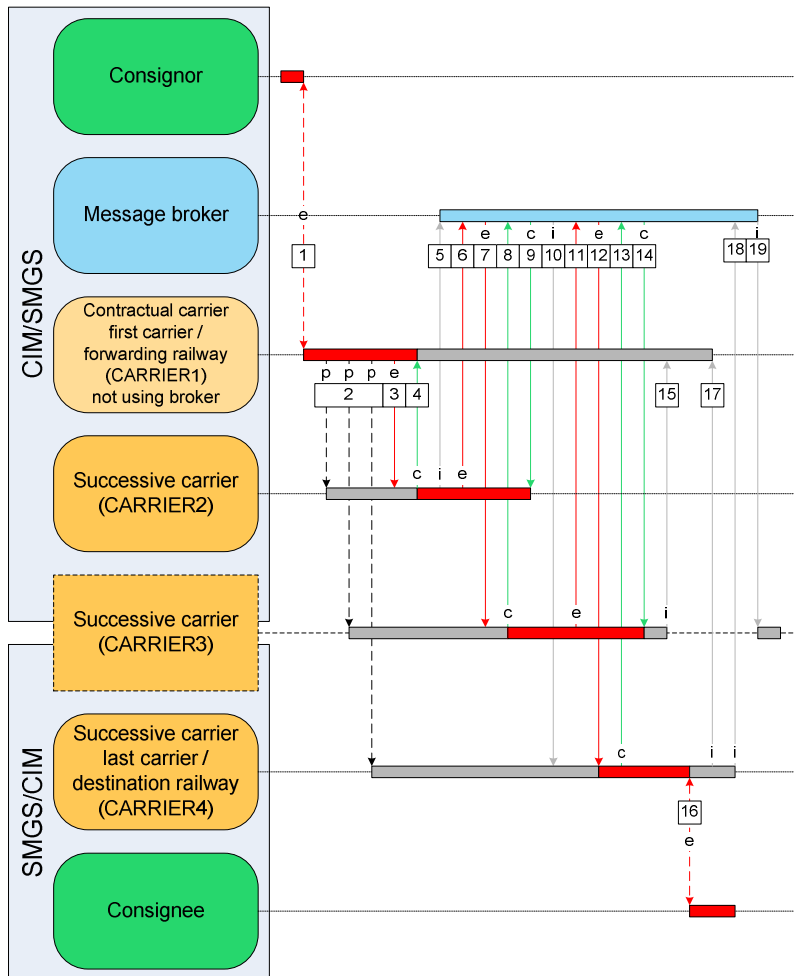 CIM/SMGS
Consignor
e
1
Message broker
e c i e c i
5 6 7 8 9 10 11 12 13 14 18 19
Contractual carrier
first carrier /
forwarding railway
(CARRIER1)
not using broker
p p p e
2 3 4 15 17
Successive carrier
(CARRIER2)
c i e
Successive carrier
(CARRIER3)
c e i
SMGS/CIM
Successive carrier
last carrier /
destination railway
(CARRIER4)
c i i
16
e
Consignee